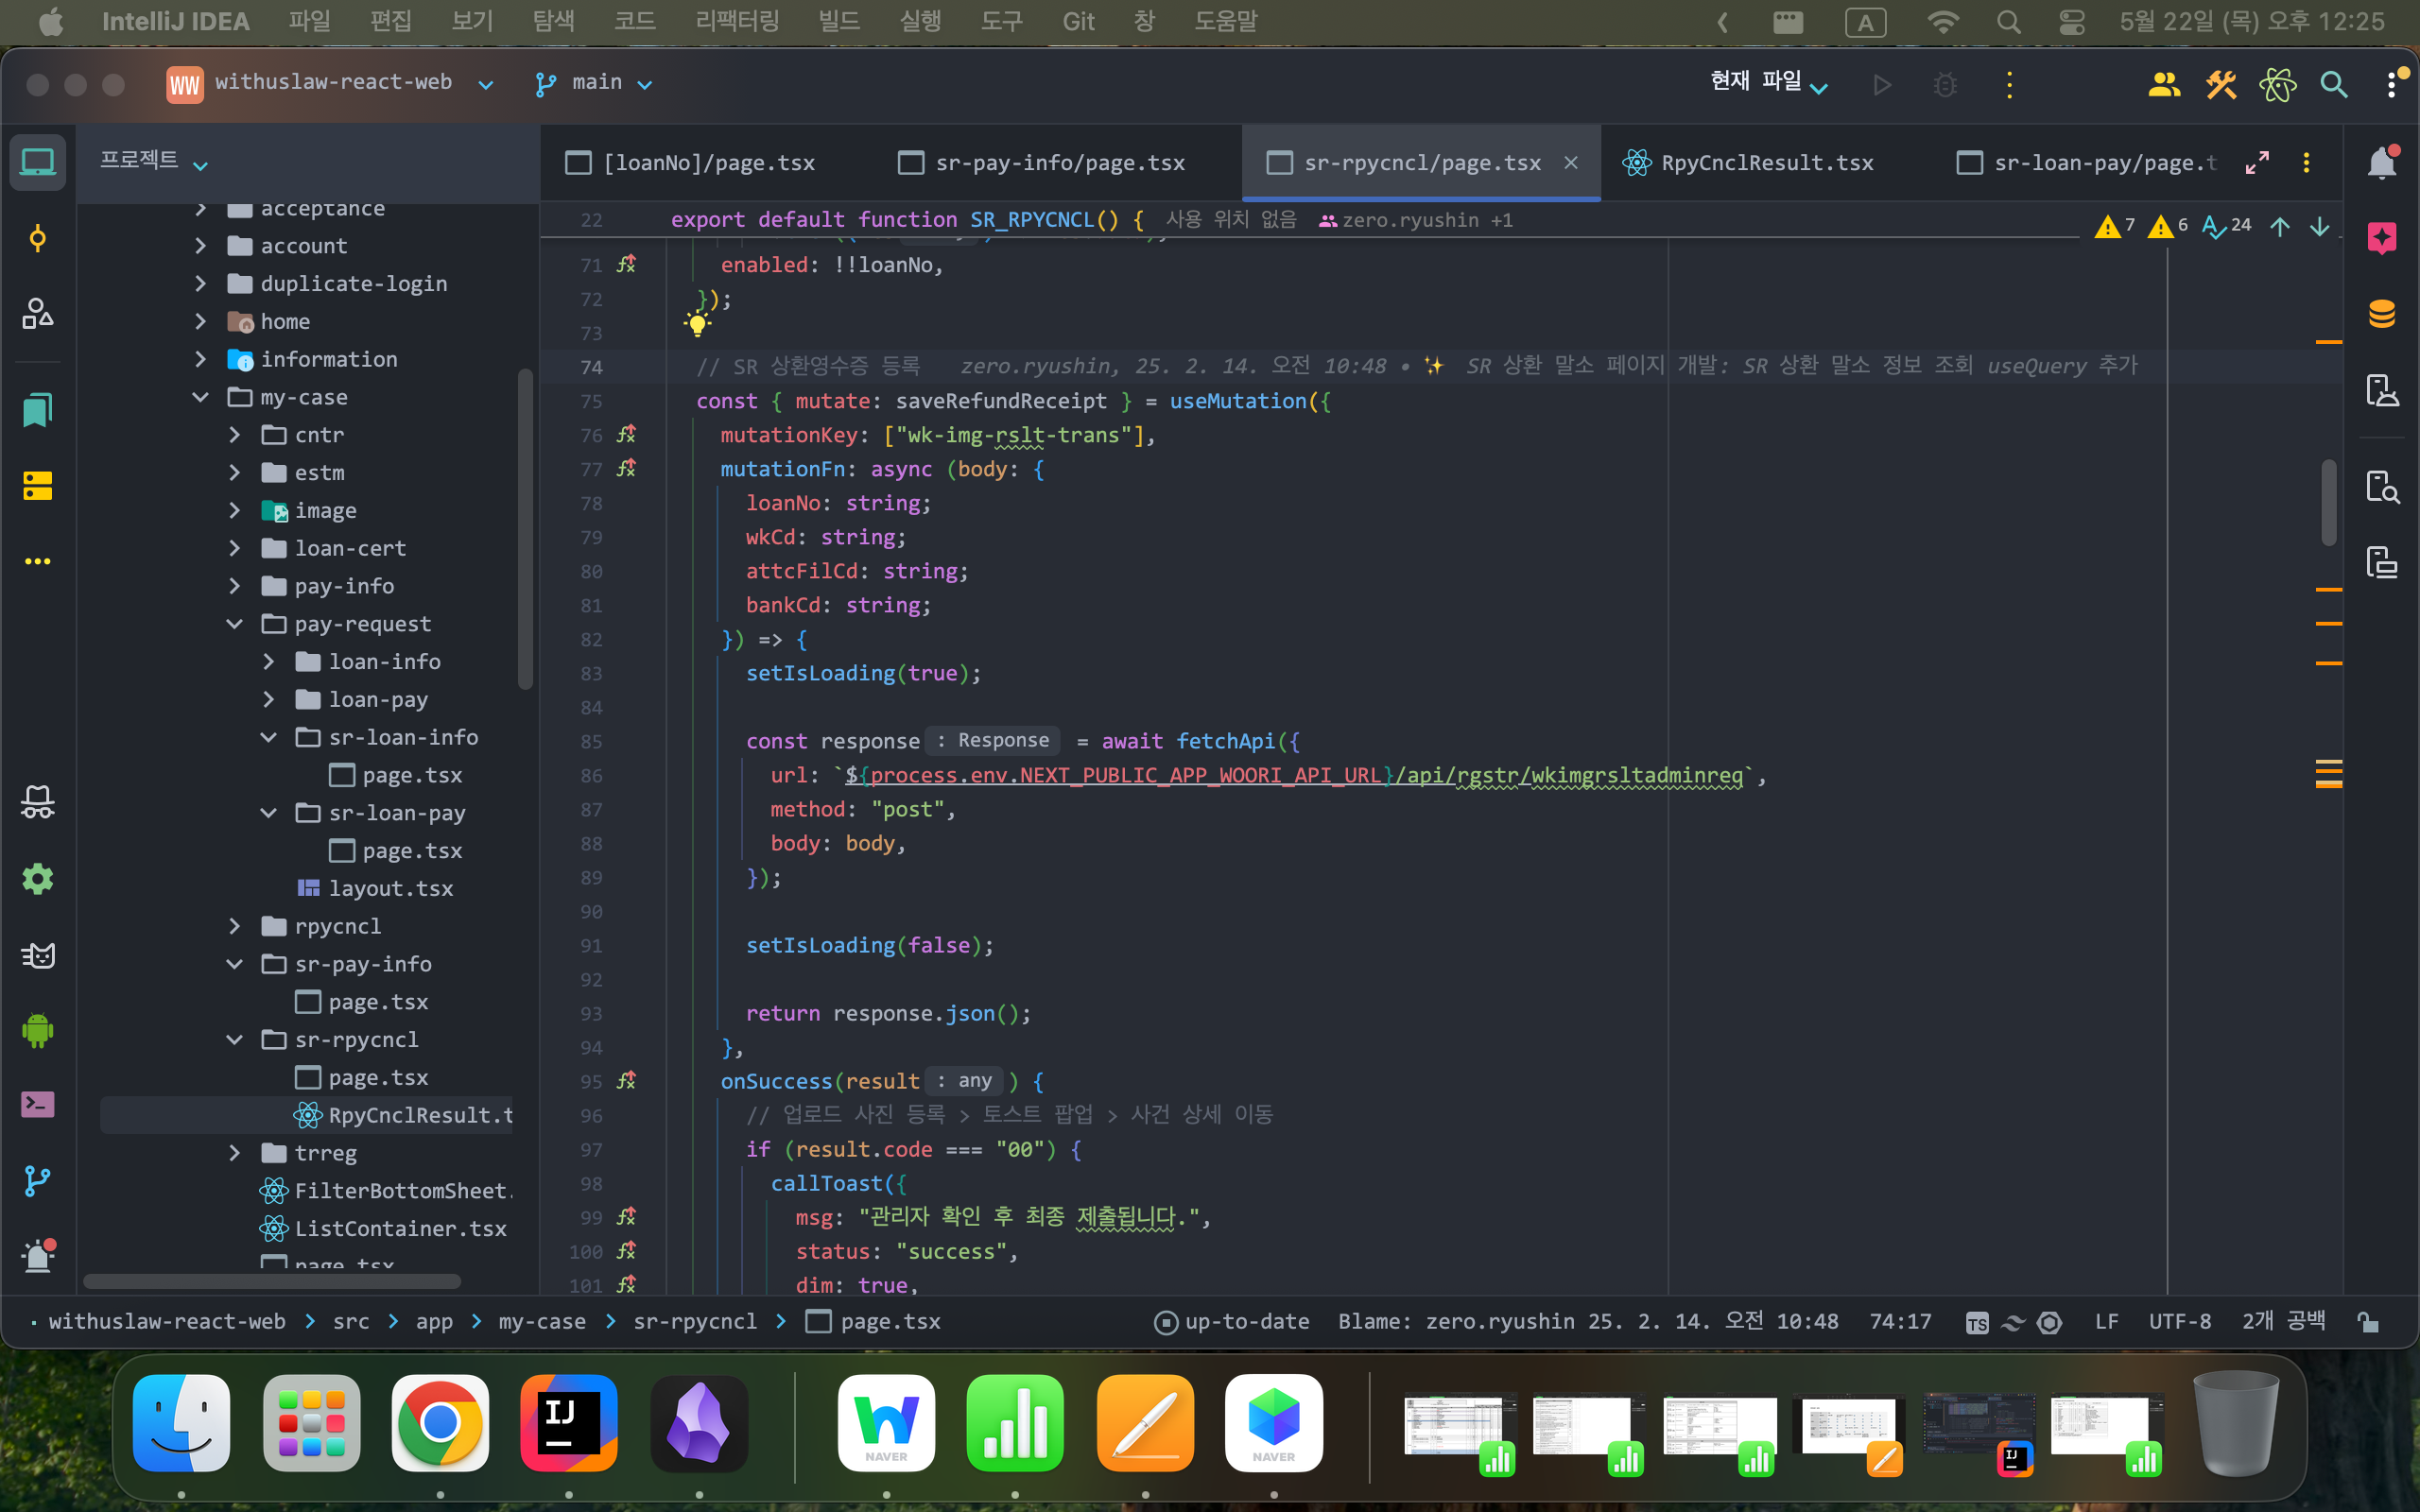 IntelliJ IDEA 파일 편집 보기 탐색 코드 리팩터링 빌드 실행 도구 Git 창 도움말 A 5월 22일 (목) 오후 12:25
WW withuslaw-react-web main 현재 파일
프로젝트
[loanNo]/page.tsx sr-pay-info/page.tsx sr-rpycncl/page.tsx RpyCnclResult.tsx sr-loan-pay/page.t
acceptance
account
duplicate-login
home
information
my-case
cntr
estm
image
loan-cert
pay-info
pay-request
loan-info
loan-pay
sr-loan-info
page.tsx
sr-loan-pay
page.tsx
layout.tsx
rpycncl
sr-pay-info
page.tsx
sr-rpycncl
page.tsx
RpyCnclResult.t
trreg
FilterBottomSheet.
ListContainer.tsx
page.tsx
22 export default function SR_RPYCNCL() { 사용 위치 없음 zero.ryushin +1
7 6 24
71 enabled: !!loanNo,
72 });
73
74 // SR 상환영수증 등록 zero.ryushin, 25. 2. 14. 오전 10:48 • ✨ SR 상환 말소 페이지 개발: SR 상환 말소 정보 조회 useQuery 추가
75 const { mutate: saveRefundReceipt } = useMutation({
76 mutationKey: ["wk-img-rslt-trans"],
77 mutationFn: async (body: {
78 loanNo: string;
79 wkCd: string;
80 attcFilCd: string;
81 bankCd: string;
82 }) => {
83 setIsLoading(true);
84
85 const response : Response = await fetchApi({
86 url: `${process.env.NEXT_PUBLIC_APP_WOORI_API_URL}/api/rgstr/wkimgrsltadminreq`,
87 method: "post",
88 body: body,
89 });
90
91 setIsLoading(false);
92
93 return response.json();
94 },
95 onSuccess(result : any ) {
96 // 업로드 사진 등록 > 토스트 팝업 > 사건 상세 이동
97 if (result.code === "00") {
98 callToast({
99 msg: "관리자 확인 후 최종 제출됩니다.",
100 status: "success",
101 dim: true,
withuslaw-react-web src app my-case sr-rpycncl page.tsx up-to-date Blame: zero.ryushin 25. 2. 14. 오전 10:48 74:17 TS LF UTF-8 2개 공백
IJ NAVER NAVER